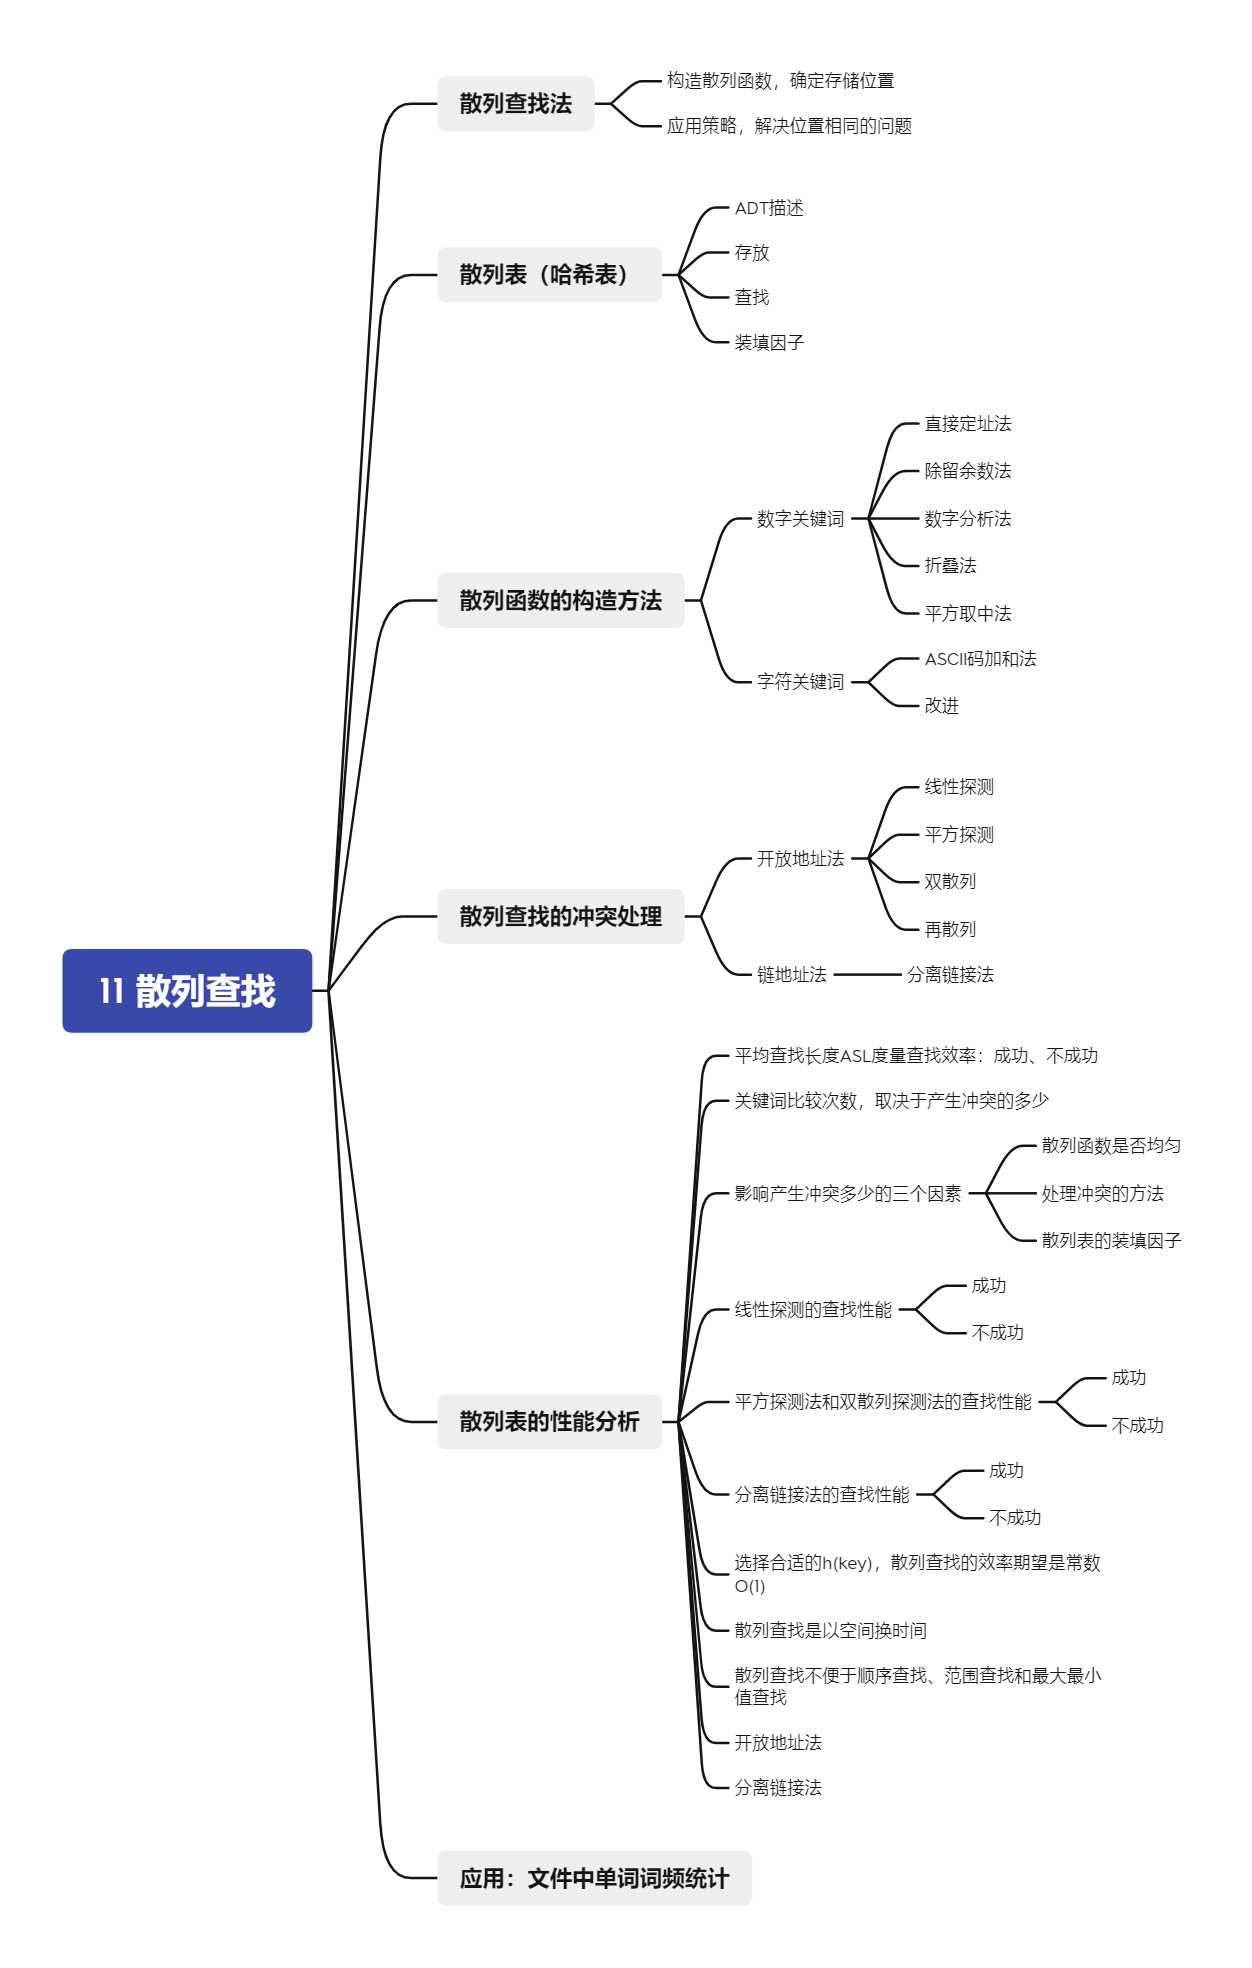 11 散列查找
散列查找法
构造散列函数，确定存储位置
应用策略，解决位置相同的问题
散列表（哈希表）
ADT描述
存放
查找
装填因子
散列函数的构造方法
数字关键词
直接定址法
除留余数法
数字分析法
折叠法
平方取中法
字符关键词
ASCII码加和法
改进
散列查找的冲突处理
开放地址法
线性探测
平方探测
双散列
再散列
链地址法
分离链接法
散列表的性能分析
平均查找长度ASL度量查找效率：成功、不成功
关键词比较次数，取决于产生冲突的多少
影响产生冲突多少的三个因素
散列函数是否均匀
处理冲突的方法
散列表的装填因子
线性探测的查找性能
成功
不成功
平方探测法和双散列探测法的查找性能
成功
不成功
分离链接法的查找性能
成功
不成功
选择合适的h(key)，散列查找的效率期望是常数
O(1)
散列查找是以空间换时间
散列查找不便于顺序查找、范围查找和最大最小
值查找
开放地址法
分离链接法
应用：文件中单词词频统计